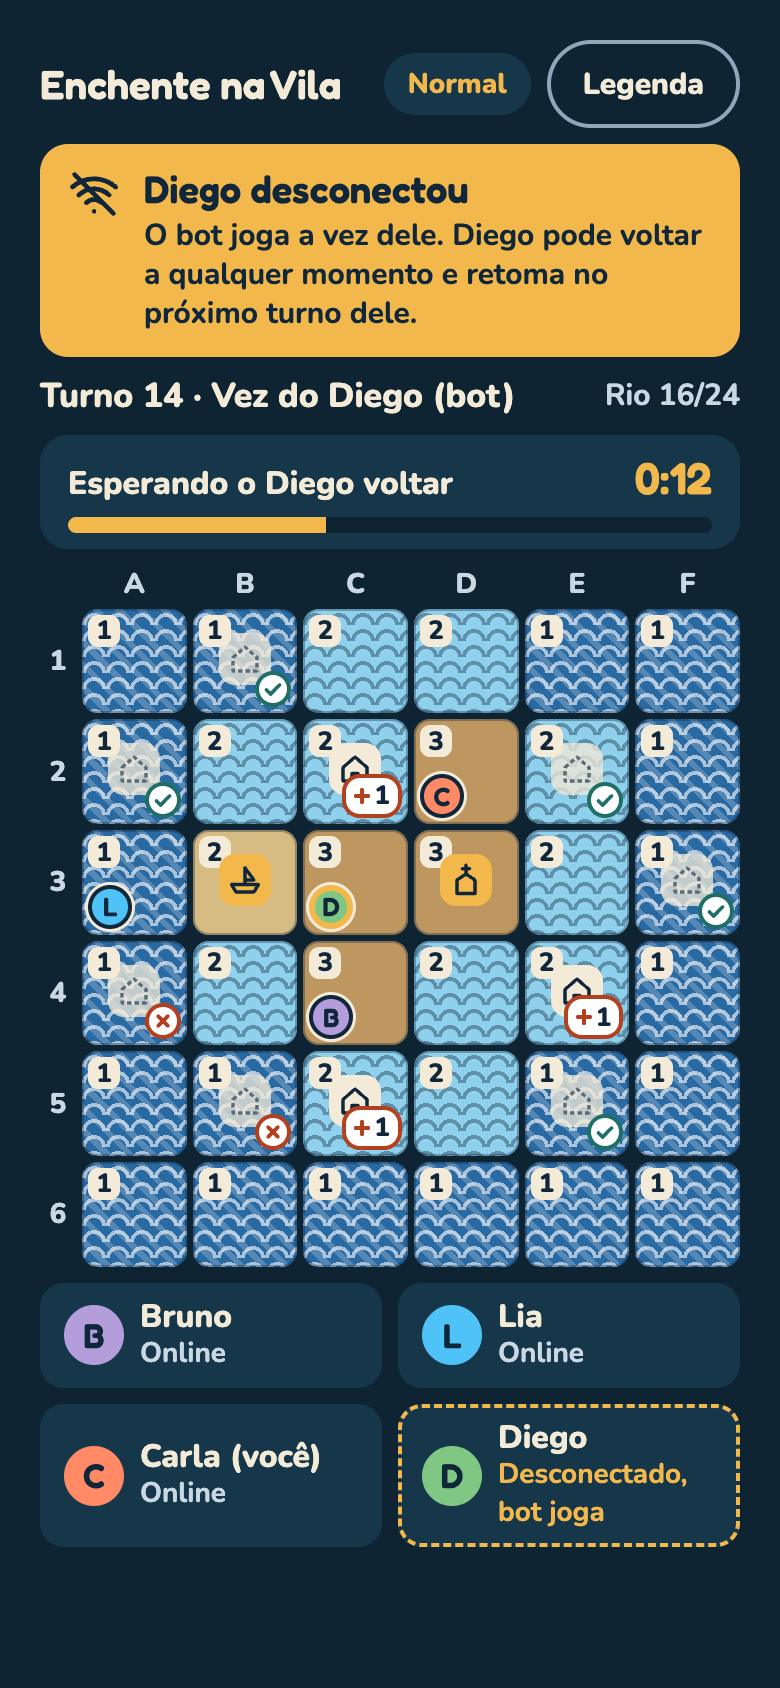 Enchente na Vila
Normal
Legenda
Diego desconectou
O bot joga a vez dele. Diego pode voltar
a qualquer momento e retoma no
próximo turno dele.
Turno 14 · Vez do Diego (bot)
Rio 16/24
Esperando o Diego voltar
0:12
A B C D E F
1 1 1 2 2 1 1
2 1 2 2 +1 3 C 2 1
3 1 L 2 3 D 3 2 1
4 1 2 3 B 2 2 +1 1
5 1 1 2 +1 2 1 1
6 1 1 1 1 1 1
B Bruno
Online
L Lia
Online
C Carla (você)
Online
D Diego
Desconectado,
bot joga